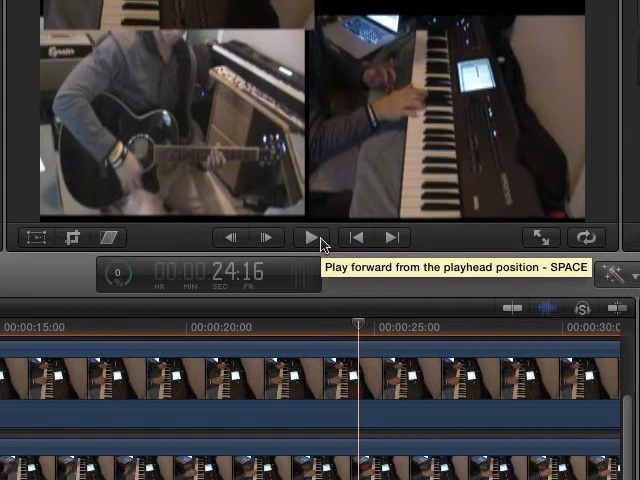 0
%
00:00:24:16
HR MIN SEC FR
Play forward from the playhead position - SPACE
S
00:00:15:00 00:00:20:00 00:00:25:00 00:00:30:0